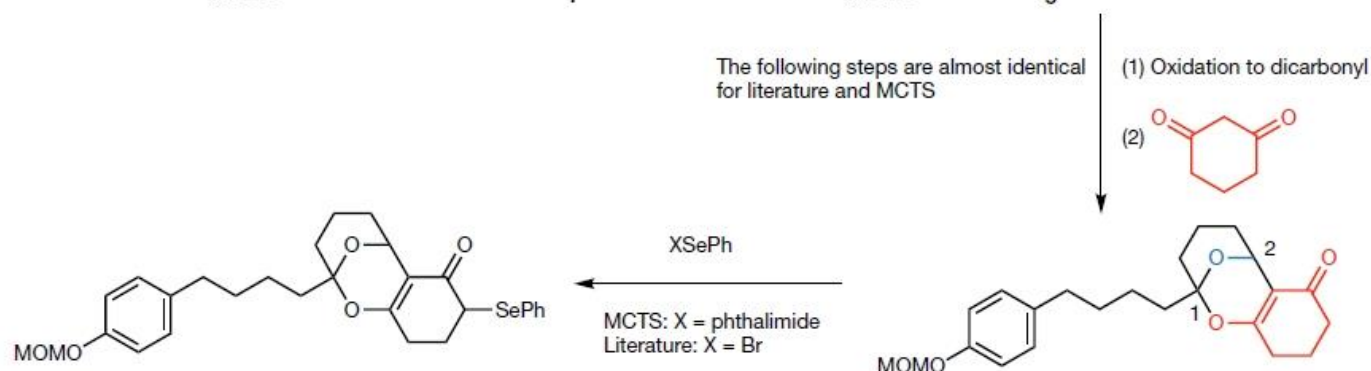 The following steps are almost identical
for literature and MCTS
(1) Oxidation to dicarbonyl
(2)
O
O
XSePh
MCTS: X = phthalimide
Literature: X = Br
O
O
O
SePh
MOMO
O
2
O
1
O
MOMO